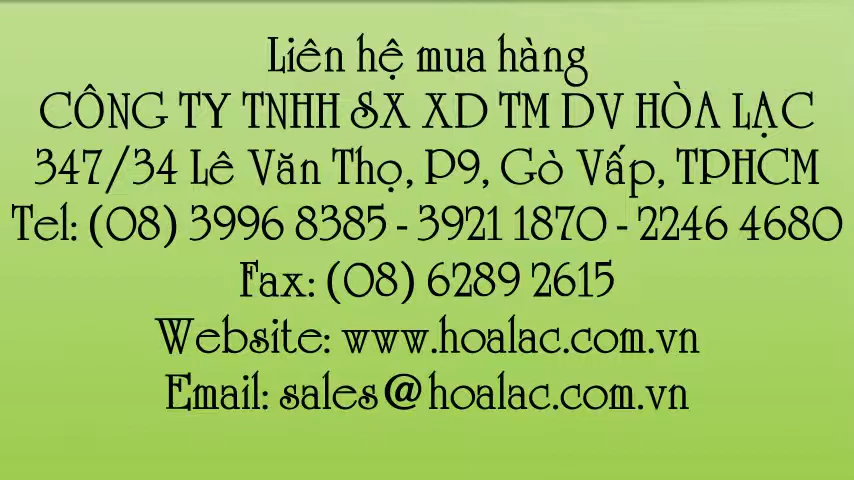 Liên hệ mua hàng
CÔNG TY TNHH SX XD TM DV HÒA LẠC
347/34 Lê Văn Thọ, P9, Gò Vấp, TPHCM
Tel: (08) 3996 8385 - 3921 1870 - 2246 4680
Fax: (08) 6289 2615
Website: www.hoalac.com.vn
Email: sales@hoalac.com.vn